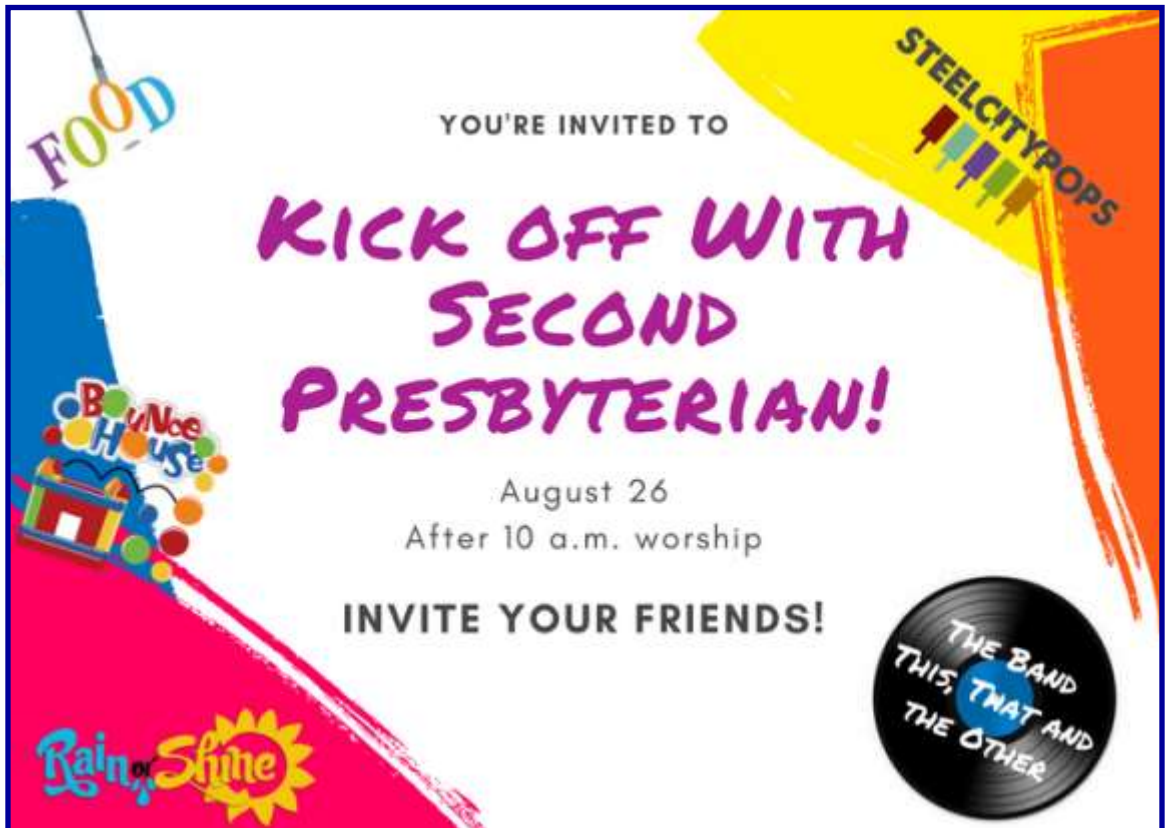 FOOD
STEELCITYPOPS
YOU'RE INVITED TO
KICK OFF WITH
SECOND
PRESBYTERIAN!
BOUNCE
HOUSE
August 26
After 10 a.m. worship
INVITE YOUR FRIENDS!
THE BAND
THIS, THAT AND
THE OTHER
Rain or Shine